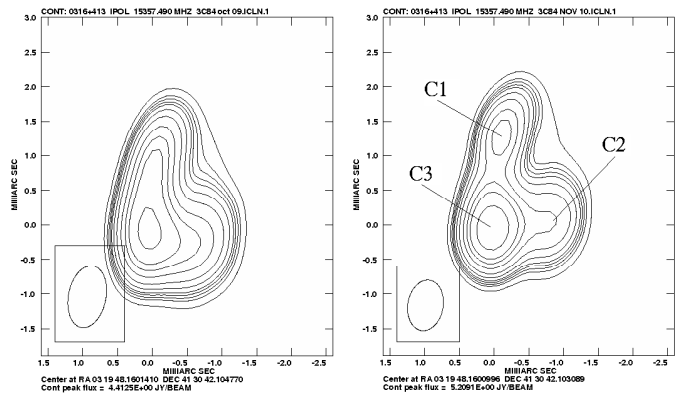 CONT: 0316+413 IPOL 15357.490 MHZ 3C84 oct 09.ICLN.1
3.0
2.5
2.0
1.5
1.0
0.5
0.0
-0.5
-1.0
-1.5
MILLIARC SEC
1.5 1.0 0.5 0.0 -0.5 -1.0 -1.5 -2.0 -2.5
MILLIARC SEC
Center at RA 03 19 48.1601410 DEC 41 30 42.104770
Cont peak flux = 4.4125E+00 JY/BEAM
CONT: 0316+413 IPOL 15357.490 MHZ 3C84 NOV 10.ICLN.1
3.0
2.5
2.0
1.5
1.0
0.5
0.0
-0.5
-1.0
-1.5
MILLIARC SEC
C1
C2
C3
1.5 1.0 0.5 0.0 -0.5 -1.0 -1.5 -2.0 -2.5
MILLIARC SEC
Center at RA 03 19 48.1600996 DEC 41 30 42.103089
Cont peak flux = 5.2091E+00 JY/BEAM